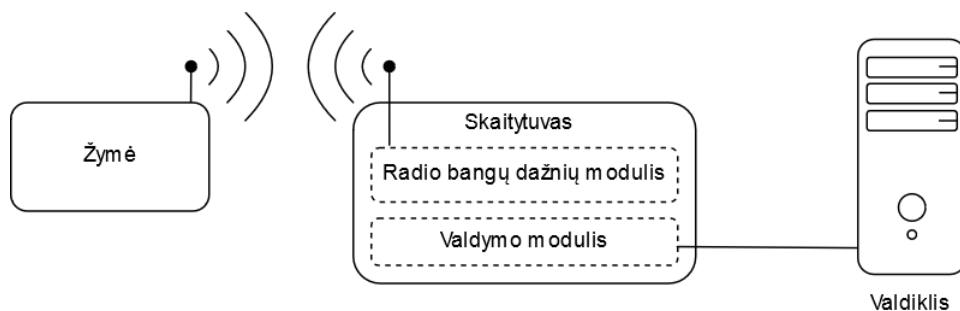 Žymė
Skaitytuvas
Radio bangų dažnių modulis
Valdymo modulis
Valdiklis